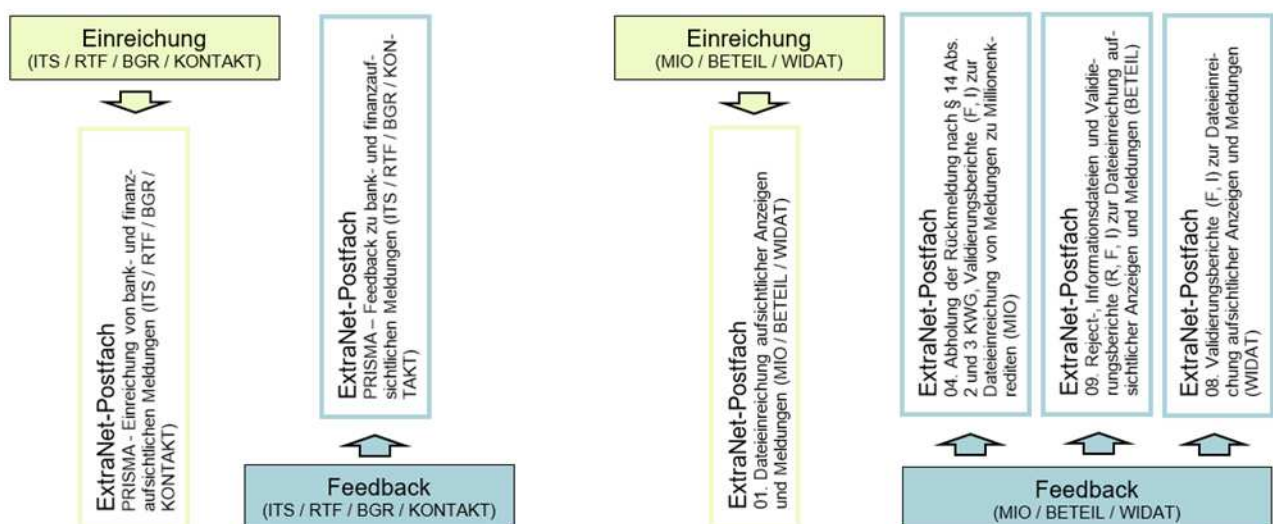 Einreichung
(ITS / RTF / BGR / KONTAKT)
ExtraNet-Postfach
PRISMA - Einreichung von bank- und finanz-
aufsichtlichen Meldungen (ITS / RTF / BGR /
KONTAKT)
ExtraNet-Postfach
PRISMA – Feedback zu bank- und finanzauf-
sichtlichen Meldungen (ITS / RTF / BGR / KON-
TAKT)
Feedback
(ITS / RTF / BGR / KONTAKT)
Einreichung
(MIO / BETEIL / WIDAT)
ExtraNet-Postfach
01. Dateieinreichung aufsichtlicher Anzeigen
und Meldungen (MIO / BETEIL / WIDAT)
ExtraNet-Postfach
04. Abholung der Rückmeldung nach § 14 Abs.
2 und 3 KWG, Validierungsberichte (F, I) zur
Dateieinreichung von Meldungen zu Millionenk-
rediten (MIO)
ExtraNet-Postfach
09. Reject-, Informationsdateien und Validie-
rungsberichte (R, F, I) zur Dateieinreichung auf-
sichtlicher Anzeigen und Meldungen (BETEIL)
ExtraNet-Postfach
08. Validierungsberichte (F, I) zur Dateieinrei-
chung aufsichtlicher Anzeigen und Meldungen
(WIDAT)
Feedback
(MIO / BETEIL / WIDAT)